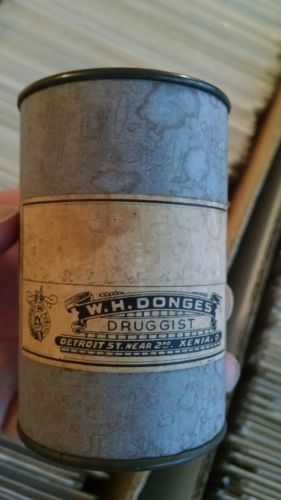 W.H. DONGES
DRUGGIST
DETROIT ST. NEAR 2ND. XENIA, O